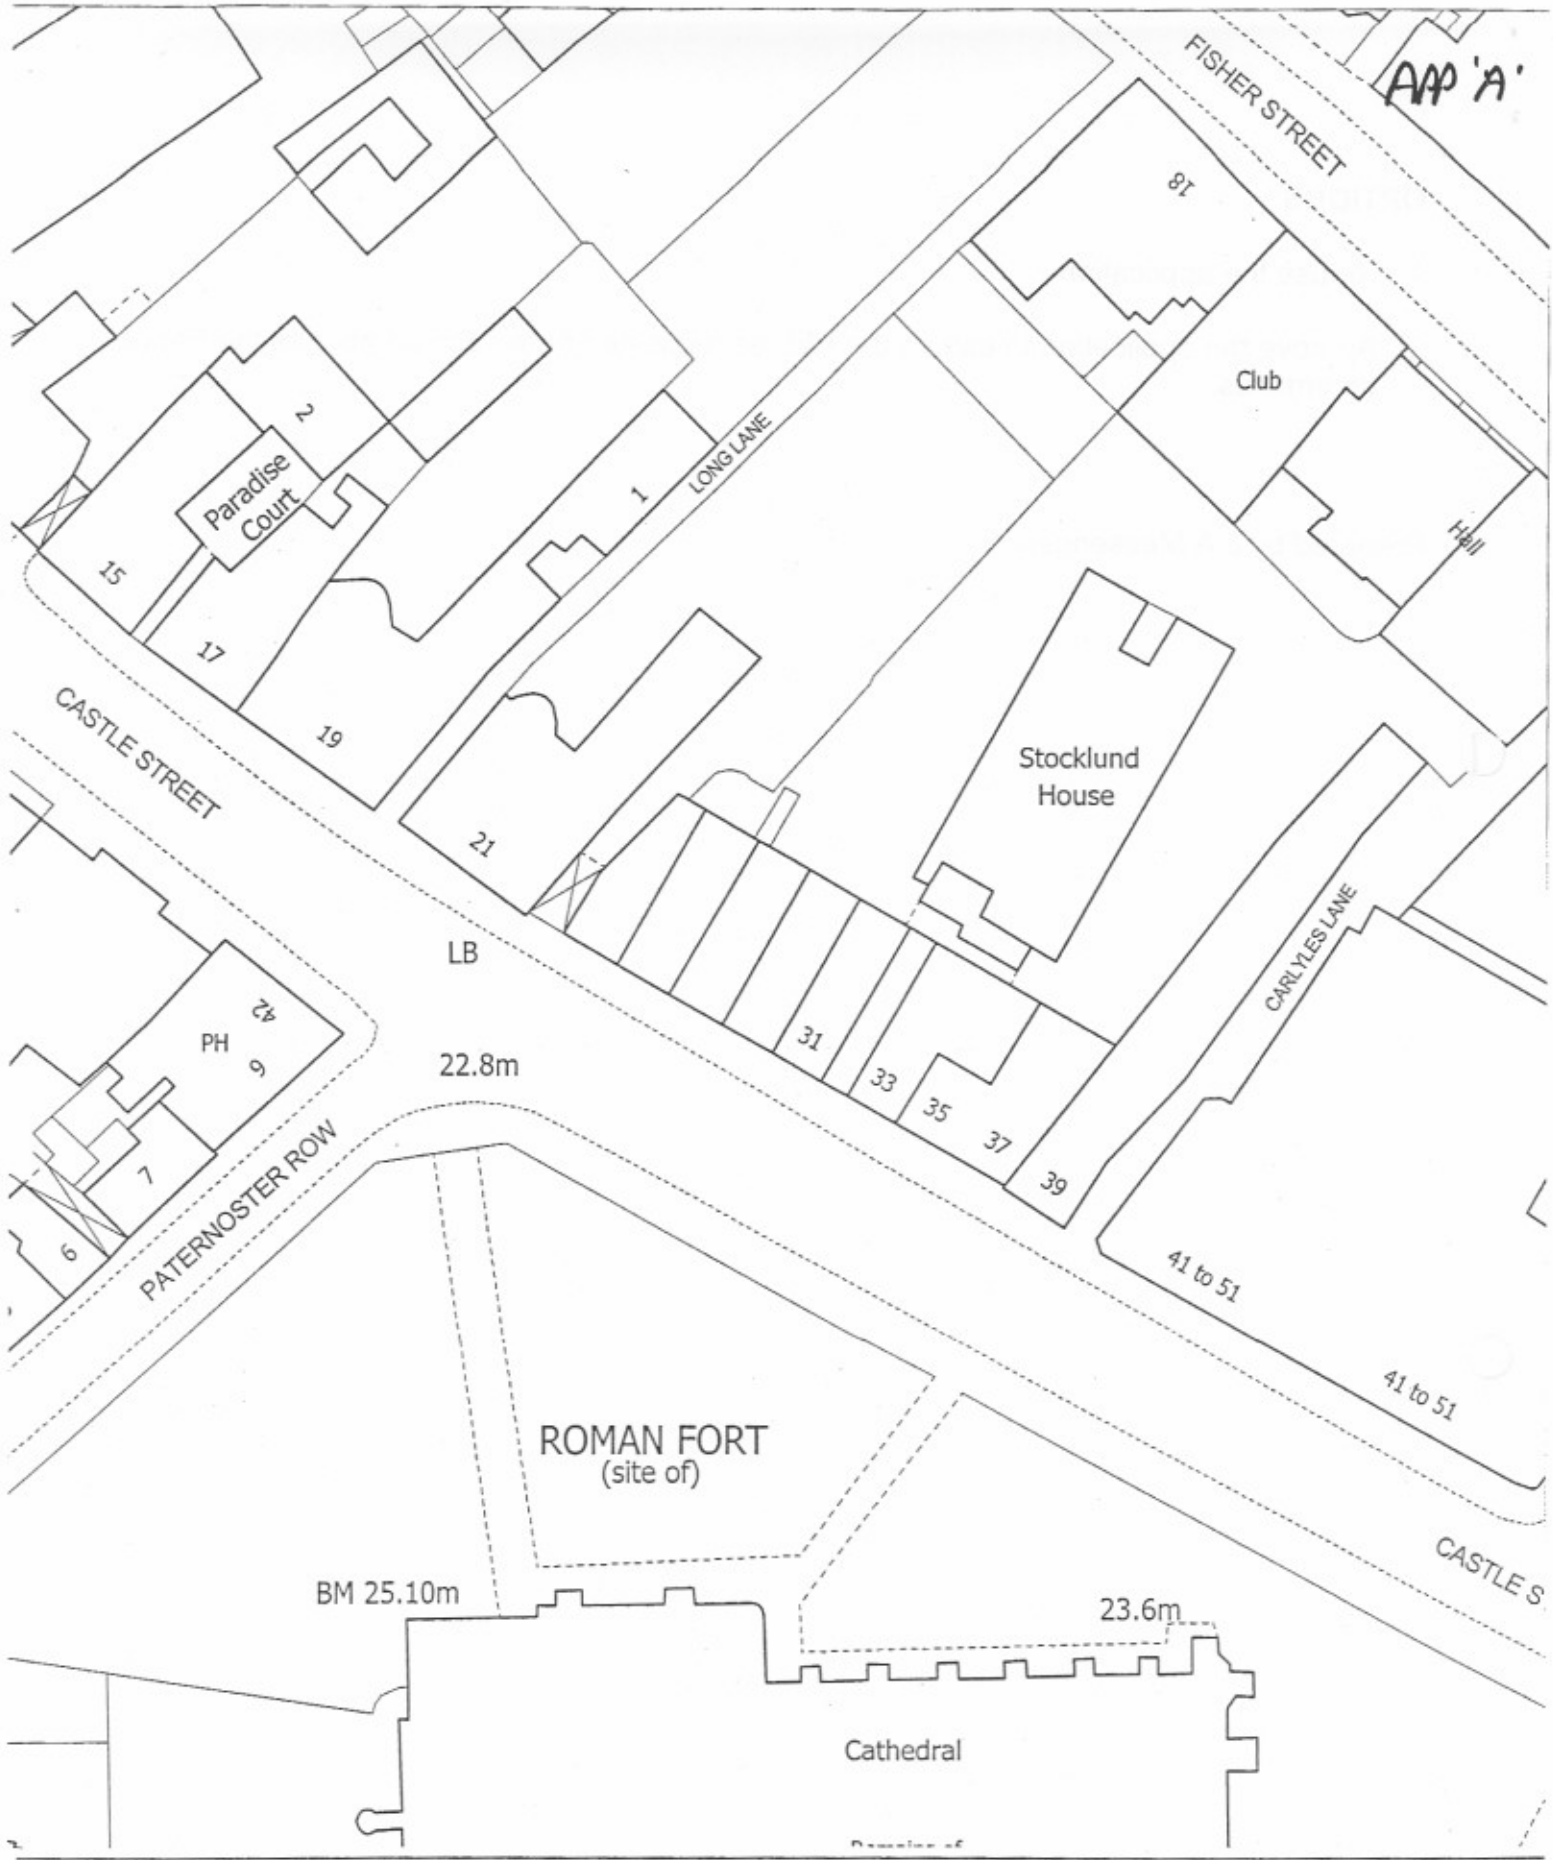 APP 'A'
FISHER STREET
18
Club
Hall
LONG LANE
2
Paradise
Court
1
15
17
19
CASTLE STREET
21
Stocklund
House
LB
31
33
35
37
39
CARLYLES LANE
41 to 51
41 to 51
42
PH
9
22.8m
7
6
PATERNOSTER ROW
ROMAN FORT
(site of)
CASTLE S
BM 25.10m
23.6m
Cathedral